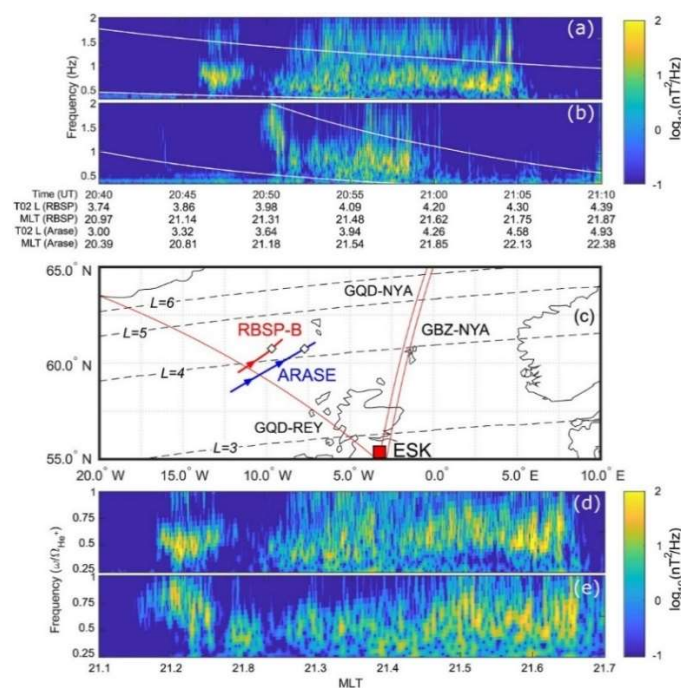 (a)
2
1.5
1
0.5
2
1
0
-1
log₁₀(nT²/Hz)
Frequency (Hz)
(b)
2
1.5
1
0.5
Time (UT) 20:40 20:45 20:50 20:55 21:00 21:05 21:10
T02 L (RBSP) 3.74 3.86 3.98 4.09 4.20 4.30 4.39
MLT (RBSP) 20.97 21.14 21.31 21.48 21.62 21.75 21.87
T02 L (Arase) 3.00 3.32 3.64 3.94 4.26 4.58 4.93
MLT (Arase) 20.39 20.81 21.18 21.54 21.85 22.13 22.38
65.0° N
(c)
GQD-NYA
L=6
L=5
RBSP-B
GBZ-NYA
60.0° N
L=4
ARASE
GQD-REY
L=3
ESK
55.0° N
20.0° W 15.0° W 10.0° W 5.0° W 0.0° 5.0° E 10.0° E
(d)
1
0.75
0.5
0.25
2
1
0
-1
log₁₀(nT²/Hz)
Frequency (ω/Ω_He⁺)
(e)
1
0.75
0.5
0.25
21.1 21.2 21.8 21.3 21.4 21.5 21.6 21.7
MLT